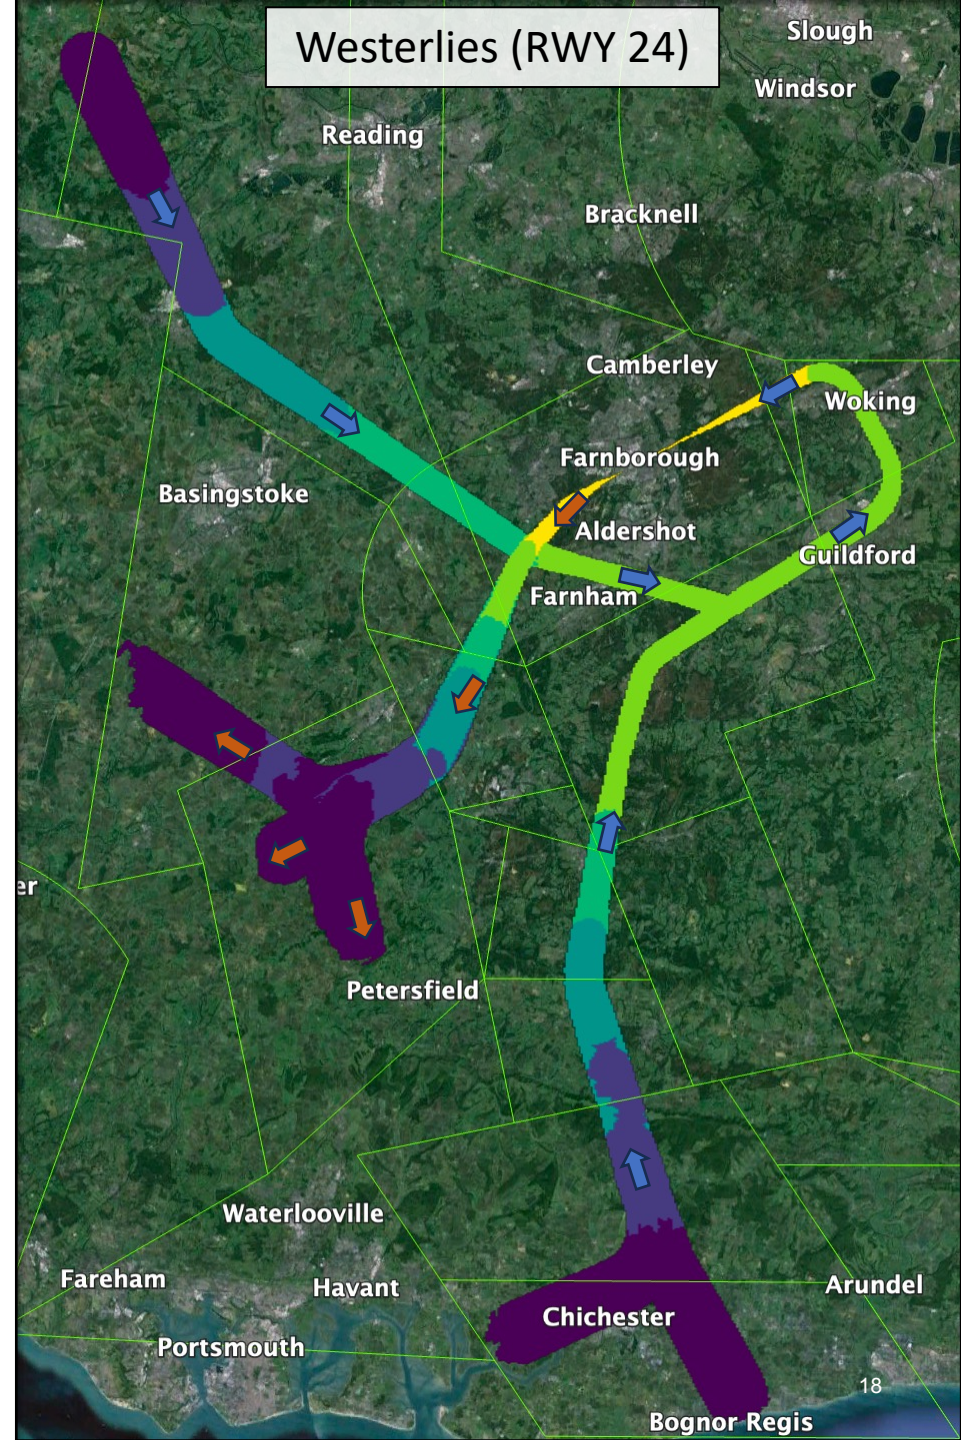 Westerlies (RWY 24)
Slough
Windsor
Reading
Bracknell
Camberley
Woking
Farnborough
Basingstoke
Aldershot
Guildford
Farnham
er
Petersfield
Waterlooville
Fareham
Havant
Arundel
Chichester
Portsmouth
18
Bognor Regis